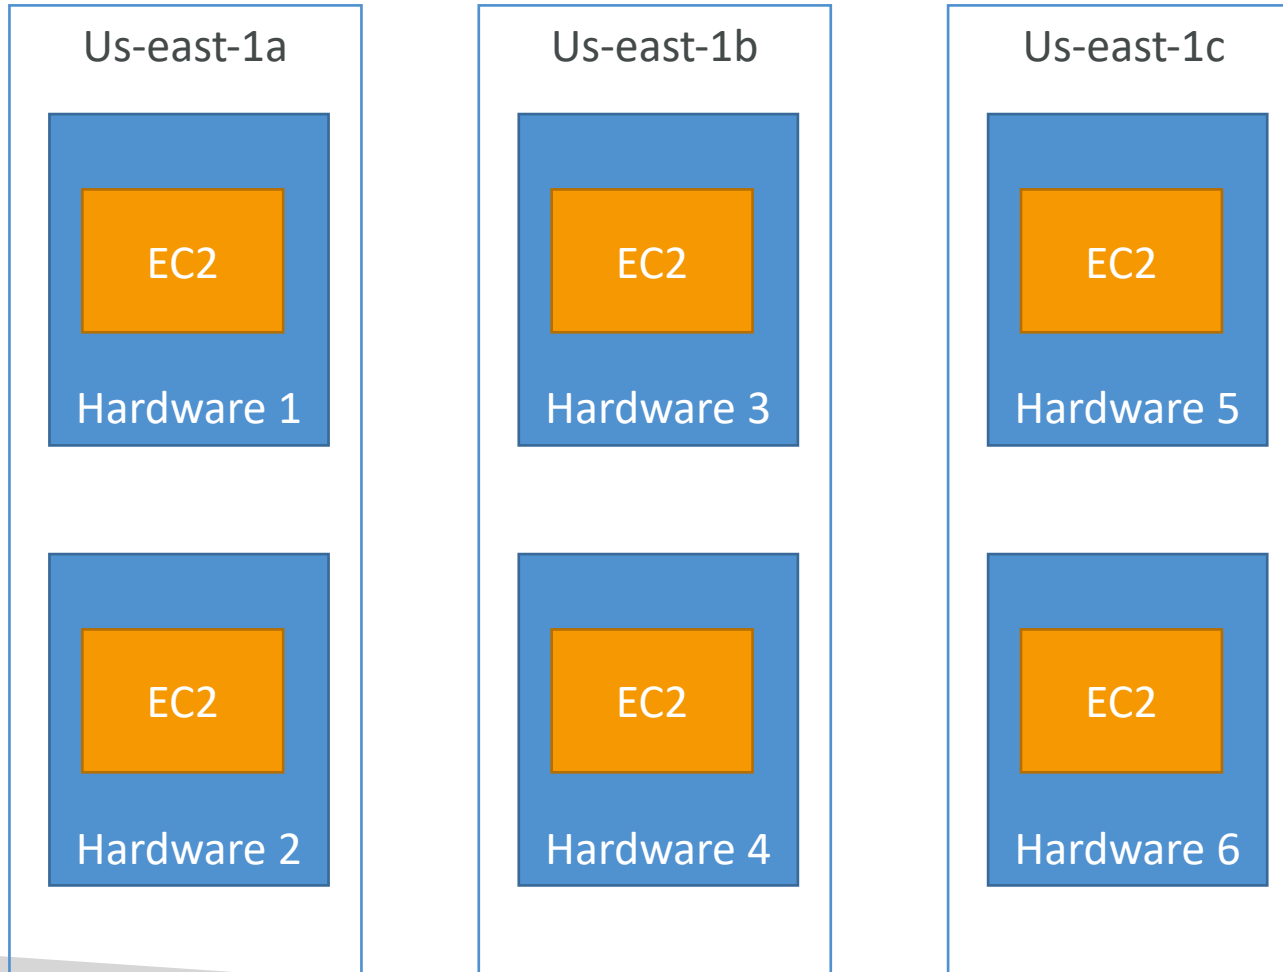 Us-east-1a
EC2
Hardware 1
EC2
Hardware 2
Us-east-1b
EC2
Hardware 3
EC2
Hardware 4
Us-east-1c
EC2
Hardware 5
EC2
Hardware 6